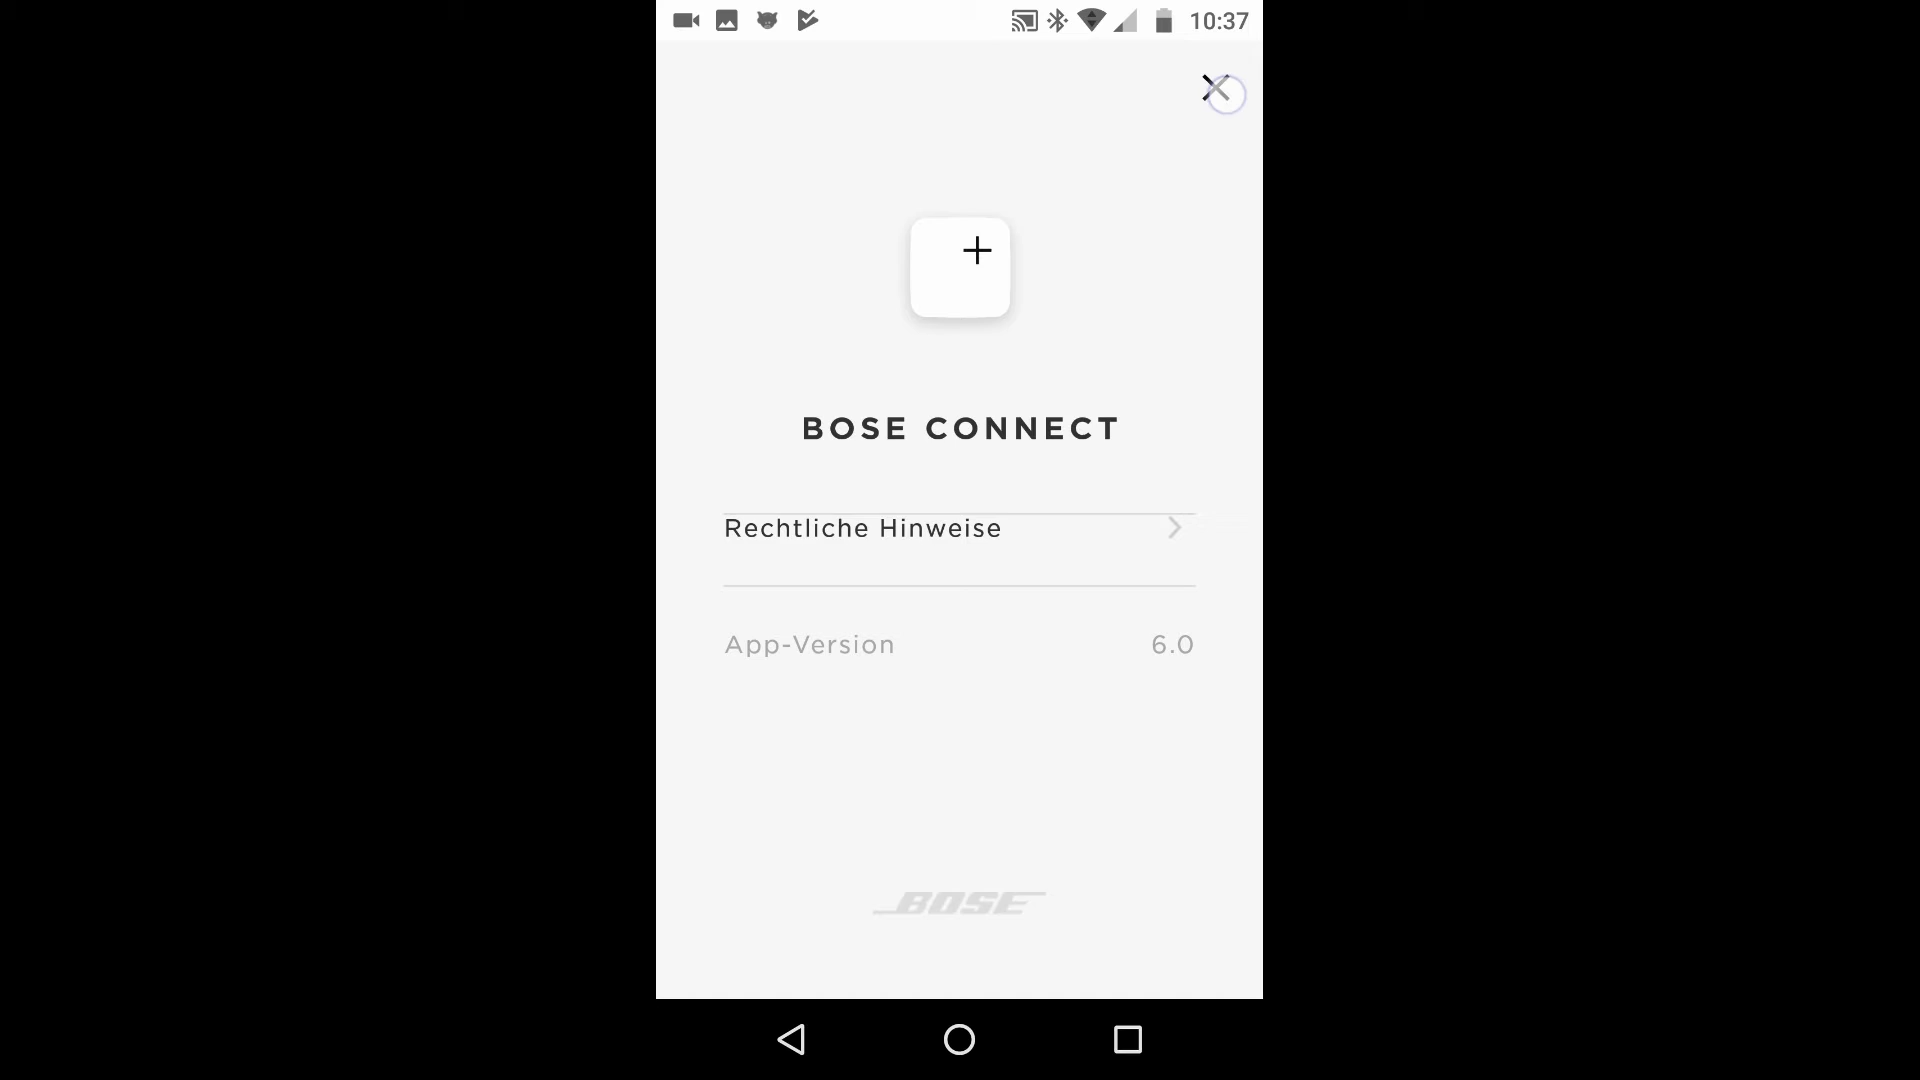 10:37
BOSE CONNECT
Rechtliche Hinweise
App-Version 6.0
BOSE